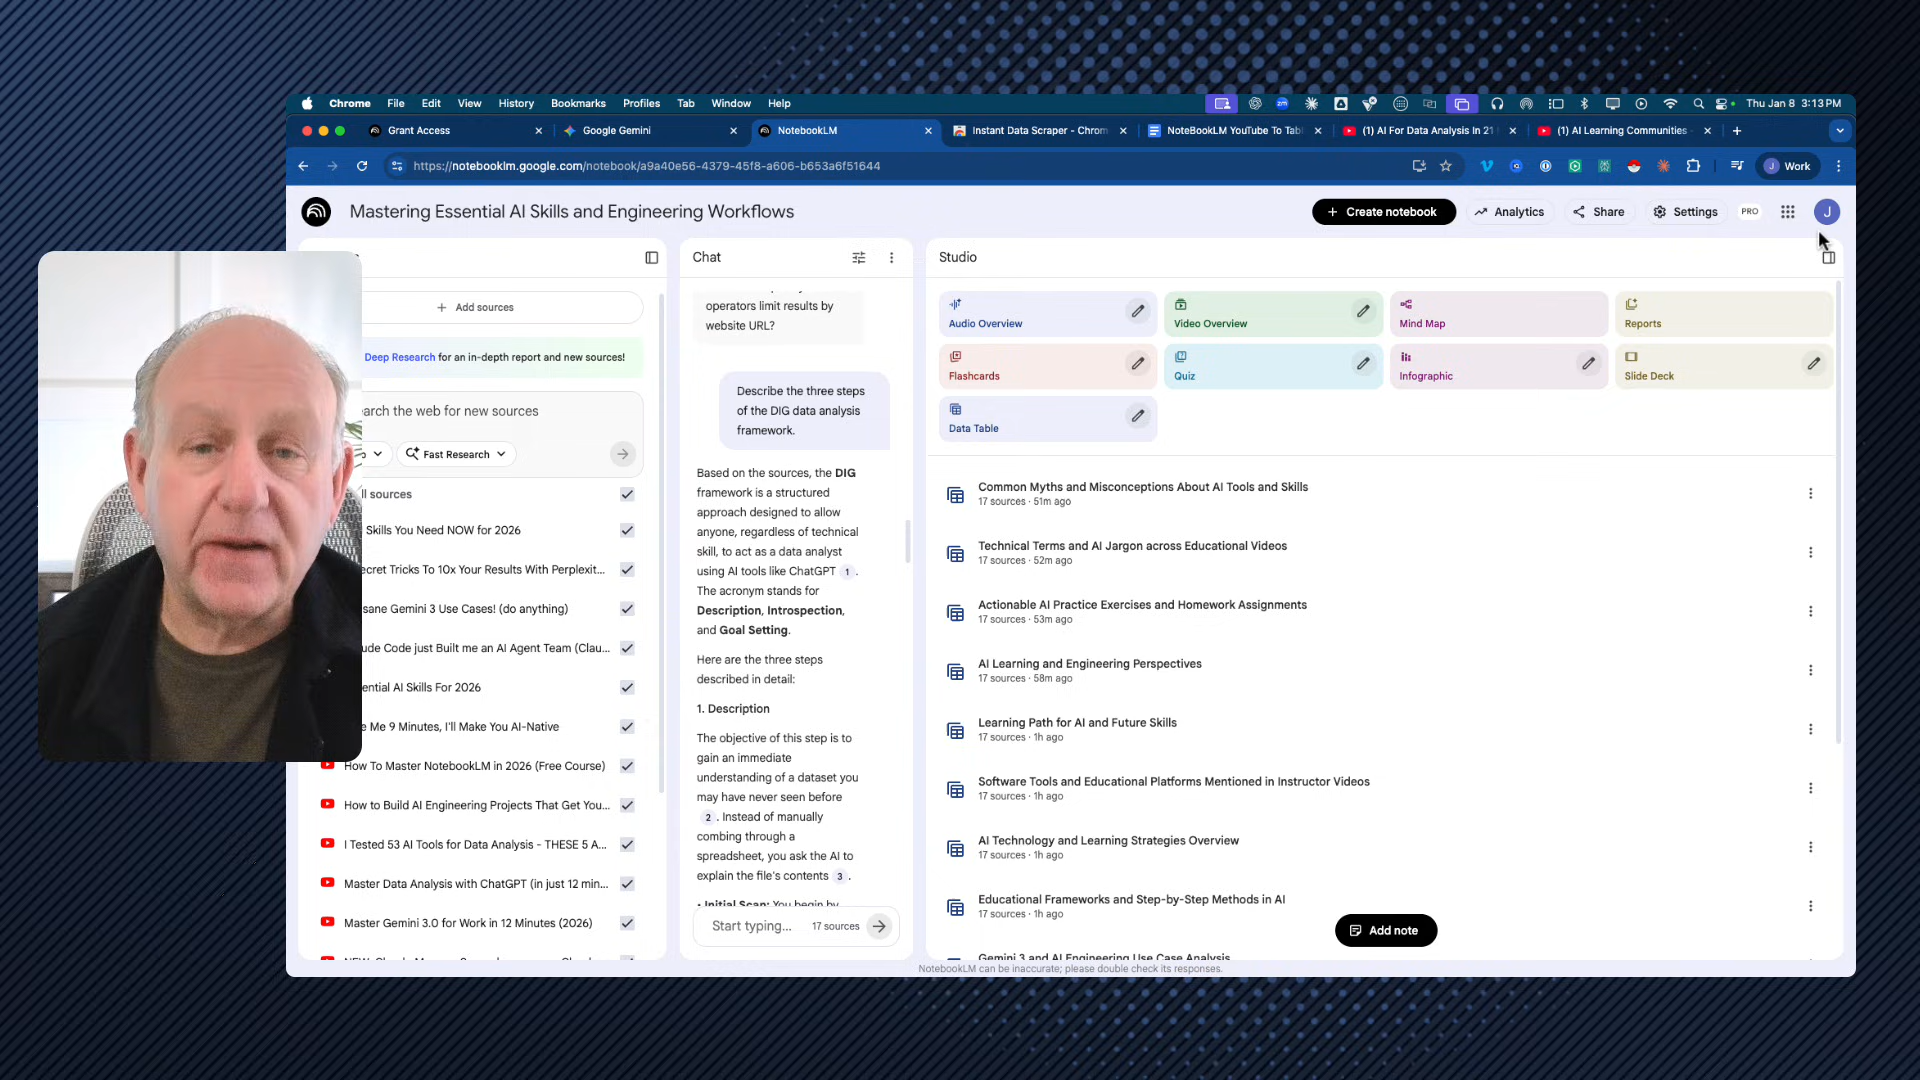 Chrome File Edit View History Bookmarks Profiles Tab Window Help
Thu Jan 8 3:13 PM
Grant Access
Google Gemini
NotebookLM
Instant Data Scraper - Chrom
NoteBookLM YouTube To Tabl
(1) AI For Data Analysis In 21
(1) AI Learning Communities -
https://notebooklm.google.com/notebook/a9a40e56-4379-45f8-a606-b653a6f51644
Work
Mastering Essential AI Skills and Engineering Workflows
Create notebook
Analytics
Share
Settings
PRO
J
Add sources
Deep Research for an in-depth report and new sources!
arch the web for new sources
Fast Research
ll sources
Skills You Need NOW for 2026
ecret Tricks To 10x Your Results With Perplexit...
sane Gemini 3 Use Cases! (do anything)
ude Code just Built me an AI Agent Team (Clau...
ential AI Skills For 2026
e Me 9 Minutes, I'll Make You AI-Native
How To Master NotebookLM in 2026 (Free Course)
How to Build AI Engineering Projects That Get You...
I Tested 53 AI Tools for Data Analysis - THESE 5 A...
Master Data Analysis with ChatGPT (in just 12 min...
Master Gemini 3.0 for Work in 12 Minutes (2026)
Chat
operators limit results by
website URL?
Describe the three steps
of the DIG data analysis
framework.
Based on the sources, the DIG
framework is a structured
approach designed to allow
anyone, regardless of technical
skill, to act as a data analyst
using AI tools like ChatGPT 1 .
The acronym stands for
Description, Introspection,
and Goal Setting.
Here are the three steps
described in detail:
1. Description
The objective of this step is to
gain an immediate
understanding of a dataset you
may have never seen before
2 . Instead of manually
combing through a
spreadsheet, you ask the AI to
explain the file's contents 3 .
• Initial Scan: You begin by
Start typing...
17 sources
Studio
Audio Overview
Video Overview
Mind Map
Reports
Flashcards
Quiz
Infographic
Slide Deck
Data Table
Common Myths and Misconceptions About AI Tools and Skills
17 sources · 51m ago
Technical Terms and AI Jargon across Educational Videos
17 sources · 52m ago
Actionable AI Practice Exercises and Homework Assignments
17 sources · 53m ago
AI Learning and Engineering Perspectives
17 sources · 58m ago
Learning Path for AI and Future Skills
17 sources · 1h ago
Software Tools and Educational Platforms Mentioned in Instructor Videos
17 sources · 1h ago
AI Technology and Learning Strategies Overview
17 sources · 1h ago
Educational Frameworks and Step-by-Step Methods in AI
17 sources · 1h ago
Gemini 3 and AI Engineering Use Case Analysis
Add note
NotebookLM can be inaccurate; please double check its responses.